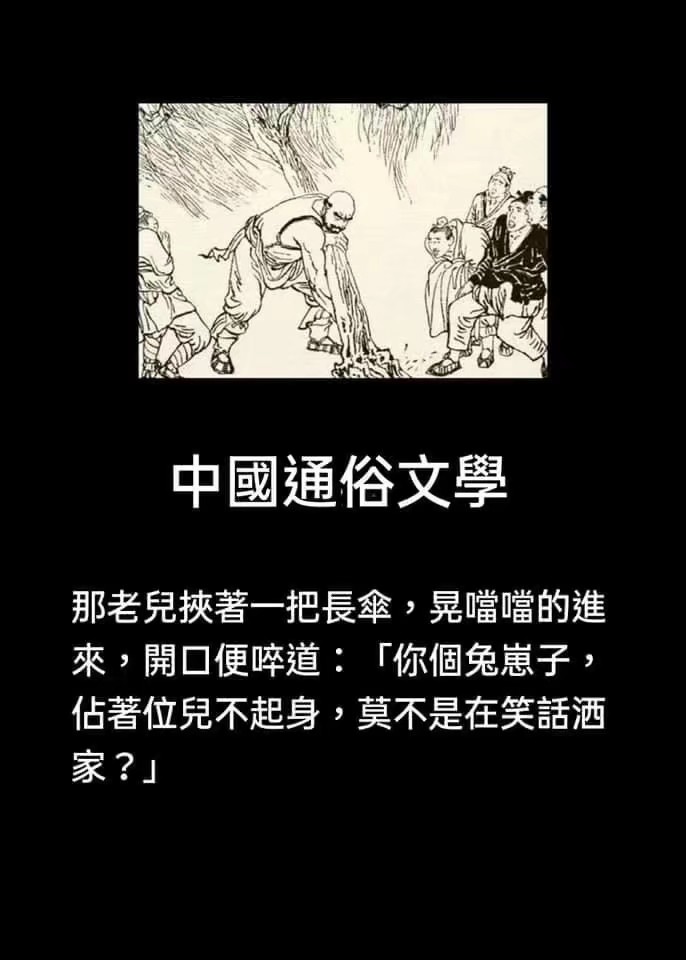 中國通俗文學
那老兒挾著一把長傘，晃噹噹的進
來，開口便啐道：「你個兔崽子，
佔著位兒不起身，莫不是在笑話洒
家？」